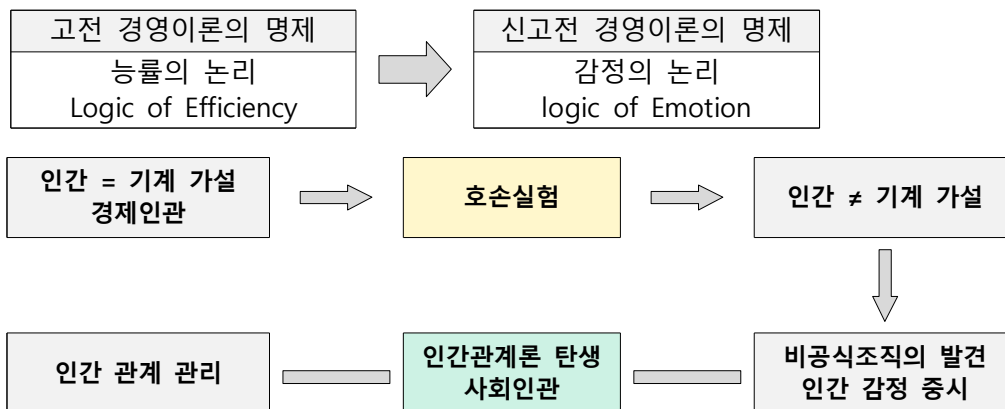 고전 경영이론의 명제
능률의 논리
Logic of Efficiency
신고전 경영이론의 명제
감정의 논리
logic of Emotion
인간 = 기계 가설
경제인관
호손실험
인간 ≠ 기계 가설
비공식조직의 발견
인간 감정 중시
인간관계론 탄생
사회인관
인간 관계 관리